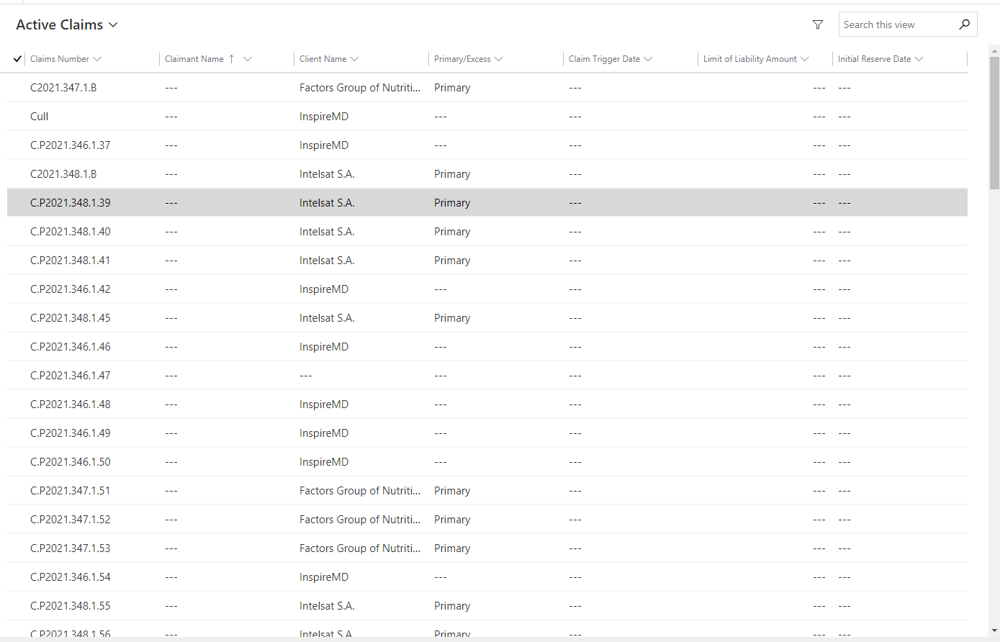 Active Claims
Search this view
Claims Number Claimant Name Client Name Primary/Excess Claim Trigger Date Limit of Liability Amount Initial Reserve Date
C2021.347.1.B --- Factors Group of Nutriti... Primary --- --- ---
Cull --- InspireMD --- --- --- ---
C.P2021.346.1.37 --- InspireMD --- --- --- ---
C2021.348.1.B --- Intelsat S.A. Primary --- --- ---
C.P2021.348.1.39 --- Intelsat S.A. Primary --- --- ---
C.P2021.348.1.40 --- Intelsat S.A. Primary --- --- ---
C.P2021.348.1.41 --- Intelsat S.A. Primary --- --- ---
C.P2021.346.1.42 --- InspireMD --- --- --- ---
C.P2021.348.1.45 --- Intelsat S.A. Primary --- --- ---
C.P2021.346.1.46 --- InspireMD --- --- --- ---
C.P2021.346.1.47 --- --- --- --- --- ---
C.P2021.346.1.48 --- InspireMD --- --- --- ---
C.P2021.346.1.49 --- InspireMD --- --- --- ---
C.P2021.346.1.50 --- InspireMD --- --- --- ---
C.P2021.347.1.51 --- Factors Group of Nutriti... Primary --- --- ---
C.P2021.347.1.52 --- Factors Group of Nutriti... Primary --- --- ---
C.P2021.347.1.53 --- Factors Group of Nutriti... Primary --- --- ---
C.P2021.346.1.54 --- InspireMD --- --- --- ---
C.P2021.348.1.55 --- Intelsat S.A. Primary --- --- ---
C.P2021.348.1.56 --- Intelsat S.A. Primary --- --- ---